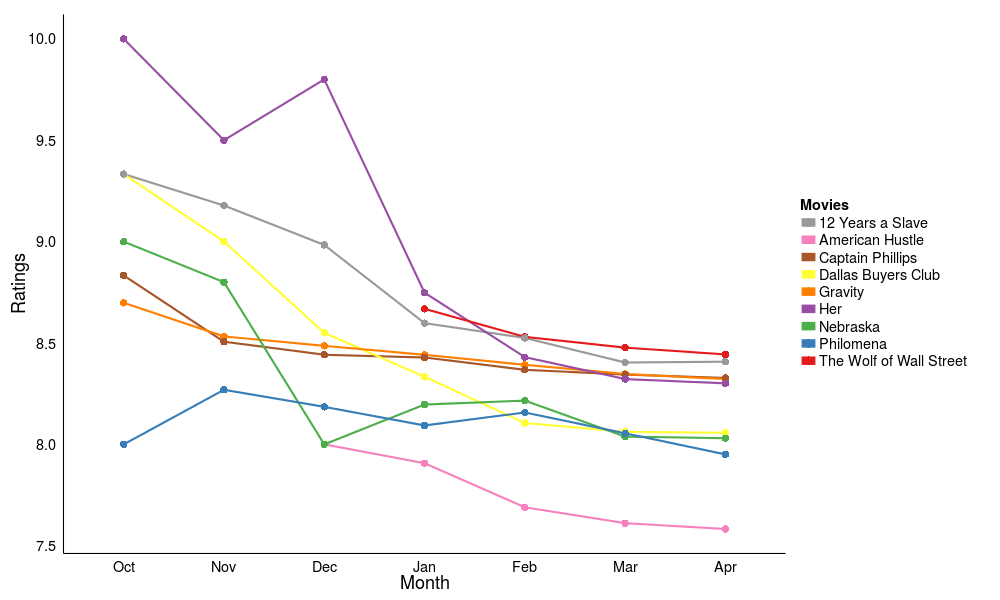 10.0
9.5
9.0
8.5
8.0
7.5
Ratings
Oct Nov Dec Jan Feb Mar Apr
Month
Movies
12 Years a Slave
American Hustle
Captain Phillips
Dallas Buyers Club
Gravity
Her
Nebraska
Philomena
The Wolf of Wall Street